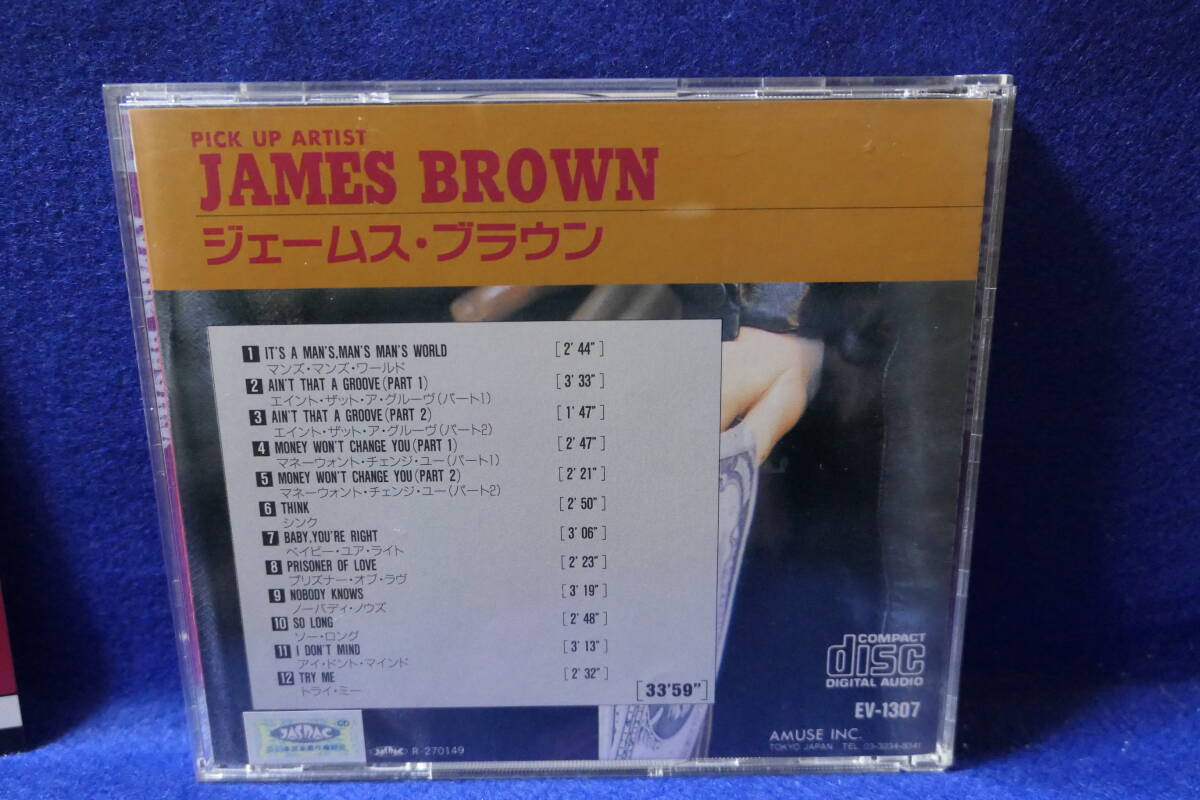 PICK UP ARTIST
JAMES BROWN
ジェームス・ブラウン
1 IT'S A MAN'S,MAN'S MAN'S WORLD [2' 44"]
マンズ・マンズ・ワールド
2 AIN'T THAT A GROOVE(PART 1) [3' 33"]
エイント・ザット・ア・グルーヴ(パート1)
3 AIN'T THAT A GROOVE(PART 2) [1' 47"]
エイント・ザット・ア・グルーヴ(パート2)
4 MONEY WON'T CHANGE YOU(PART 1) [2' 47"]
マネーウォント・チェンジ・ユー(パート1)
5 MONEY WON'T CHANGE YOU(PART 2) [2' 21"]
マネーウォント・チェンジ・ユー(パート2)
6 THINK [2' 50"]
シンク
7 BABY,YOU'RE RIGHT [3' 06"]
ベイビー・ユア・ライト
8 PRISONER OF LOVE [2' 23"]
プリズナー・オブ・ラヴ
9 NOBODY KNOWS [3' 19"]
ノーバディ・ノウズ
10 SO LONG [2' 48"]
ソー・ロング
11 I DON'T MIND [3' 13"]
アイ・ドント・マインド
12 TRY ME [2' 32"]
トライ・ミー
[33'59"]
COMPACT
disc
DIGITAL AUDIO
EV-1307
AMUSE INC.
TOKYO JAPAN TEL 03-3234-8341
CD
JASRAC
JASRAC R-270149